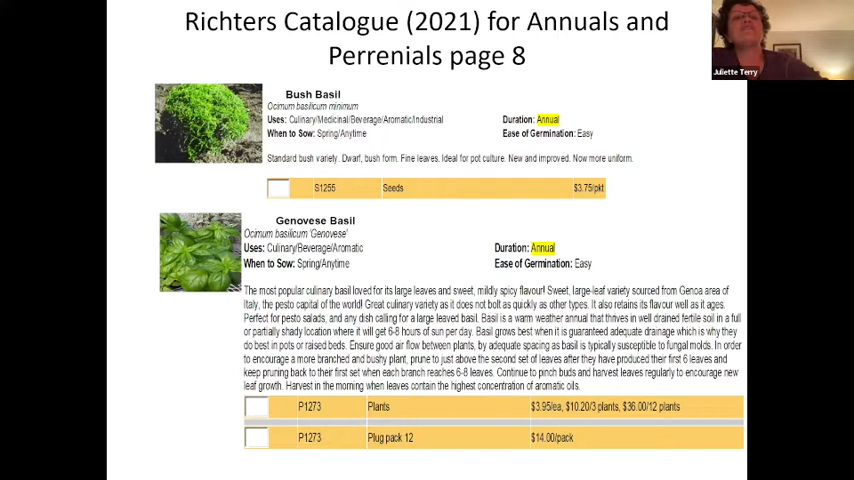 Richters Catalogue (2021) for Annuals and
Perrenials page 8
Juliette Terry
Bush Basil
Ocimum basilicum minimum
Uses: Culinary/Medicinal/Beverage/Aromatic/Industrial
Duration: Annual
When to Sow: Spring/Anytime
Ease of Germination: Easy
Standard bush variety. Dwarf, bush form. Fine leaves. Ideal for pot culture. New and improved. Now more uniform.
S1255 Seeds $3.75/pkt
Genovese Basil
Ocimum basilicum 'Genovese'
Uses: Culinary/Beverage/Aromatic
Duration: Annual
When to Sow: Spring/Anytime
Ease of Germination: Easy
The most popular culinary basil loved for its large leaves and sweet, mildly spicy flavour! Sweet, large-leaf variety sourced from Genoa area of
Italy, the pesto capital of the world! Great culinary variety as it does not bolt as quickly as other types. It also retains its flavour well as it ages.
Perfect for pesto salads, and any dish calling for a large leaved basil. Basil is a warm weather annual that thrives in well drained fertile soil in a full
or partially shady location where it will get 6-8 hours of sun per day. Basil grows best when it is guaranteed adequate drainage which is why they
do best in pots or raised beds. Ensure good air flow between plants, by adequate spacing as basil is typically susceptible to fungal molds. In order
to encourage a more branched and bushy plant, prune to just above the second set of leaves after they have produced their first 6 leaves and
keep pruning back to their first set when each branch reaches 6-8 leaves. Continue to pinch buds and harvest leaves regularly to encourage new
leaf growth. Harvest in the morning when leaves contain the highest concentration of aromatic oils.
P1273 Plants $3.95/ea, $10.20/3 plants, $36.00/12 plants
P1273 Plug pack 12 $14.00/pack